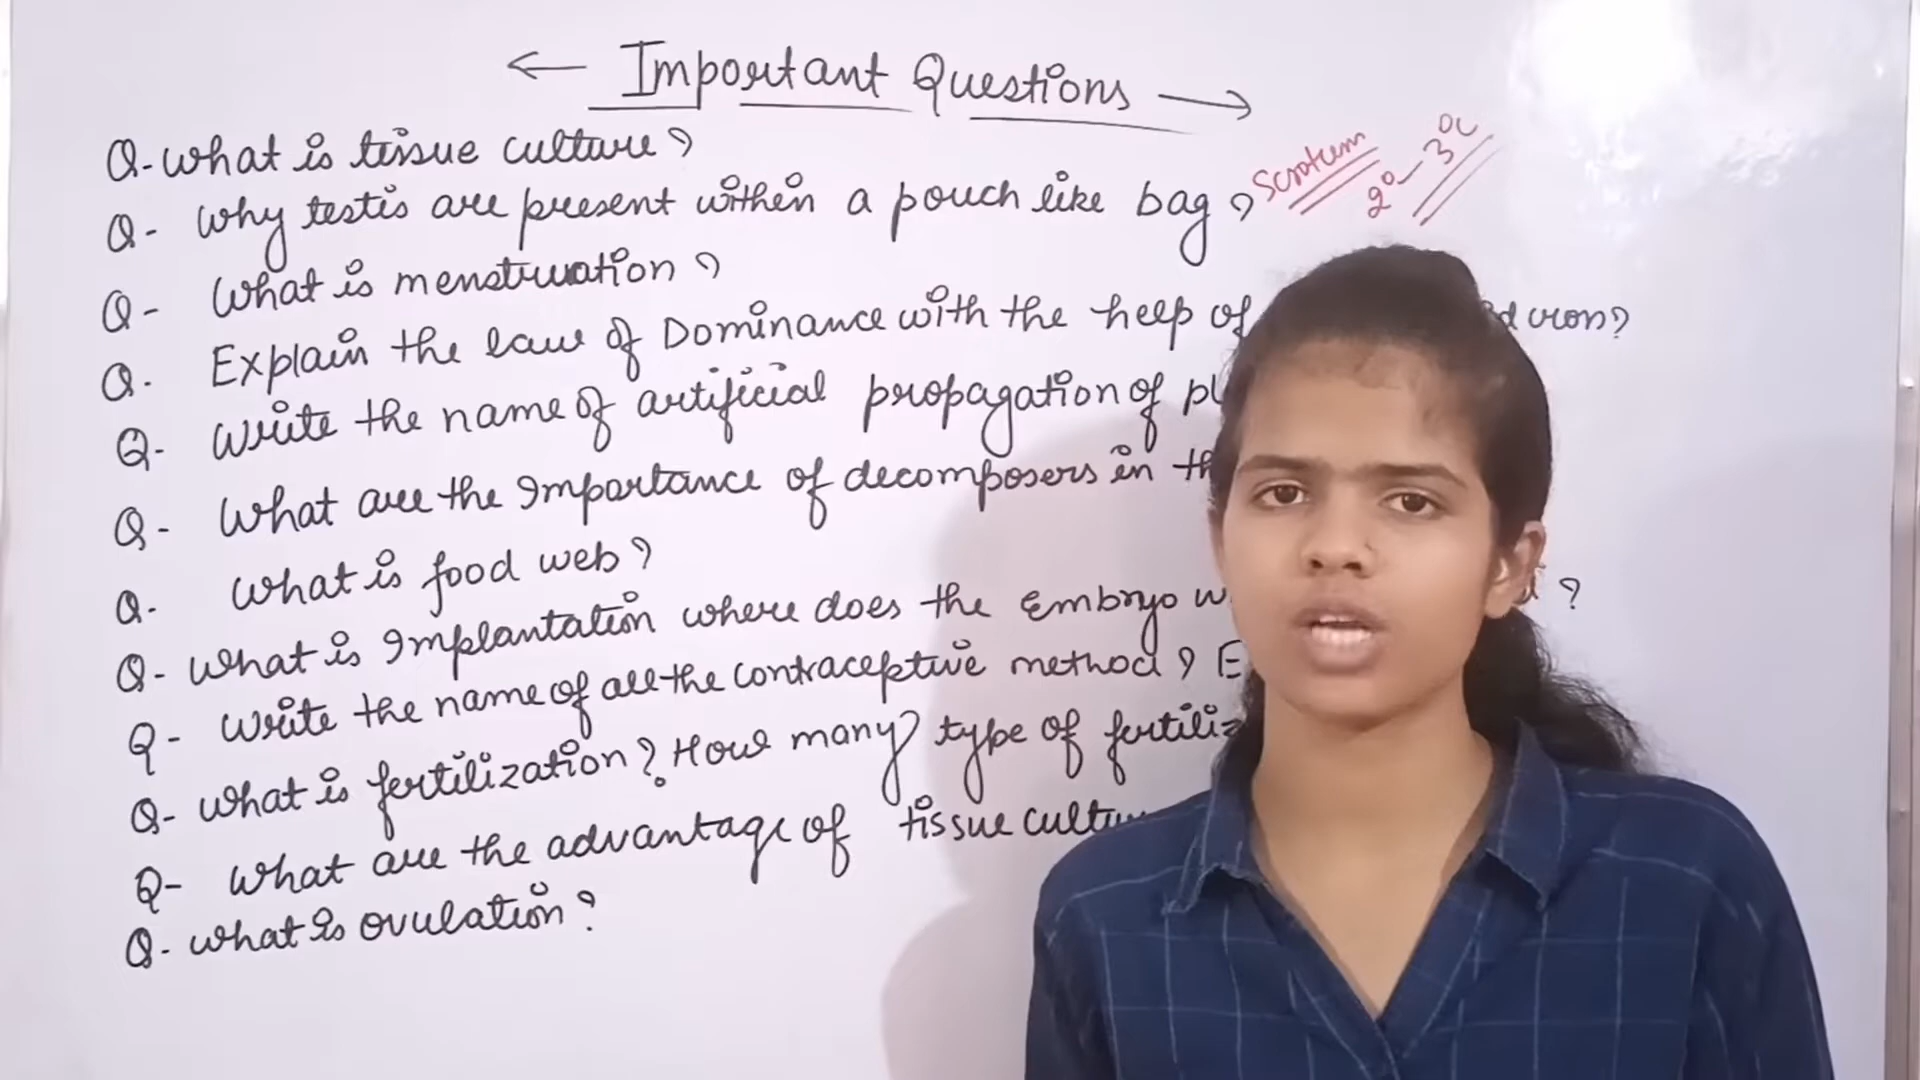 ← Important Questions →
Q- What is tissue culture?
Q- Why testis are present within a pouch like bag? Scrotum 2°-3°C
Q- What is menstruation?
Q- Explain the law of Dominance with the help of
Q- Write the name of artificial propagation of
Q- What are the Importance of decomposers in
Q- What is food web?
Q- What is Implantation where does the Embryo ?
Q- Write the name of all the contraceptive method?
Q- What is fertilization? How many type of
Q- What are the advantage of tissue
Q- What is ovulation?